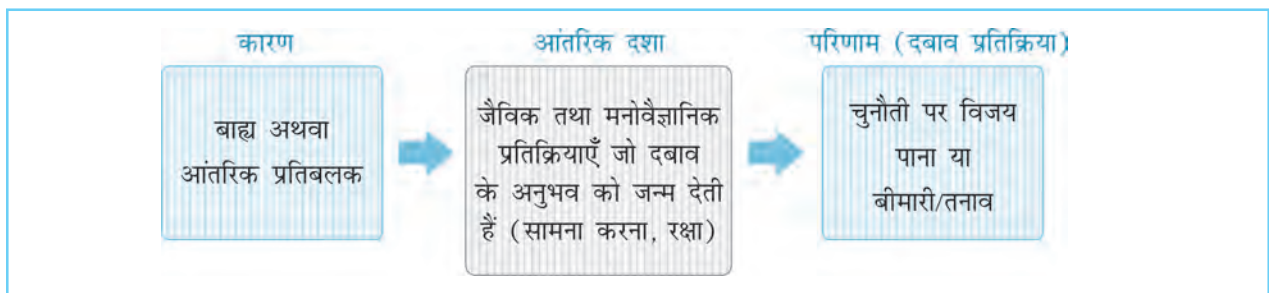 कारण
बाह्य अथवा
आंतरिक प्रतिबलक
आंतरिक दशा
जैविक तथा मनोवैज्ञानिक
प्रतिक्रियाएँ जो दबाव
के अनुभव को जन्म देती
हैं (सामना करना, रक्षा)
परिणाम (दबाव प्रतिक्रिया)
चुनौती पर विजय
पाना या
बीमारी/तनाव